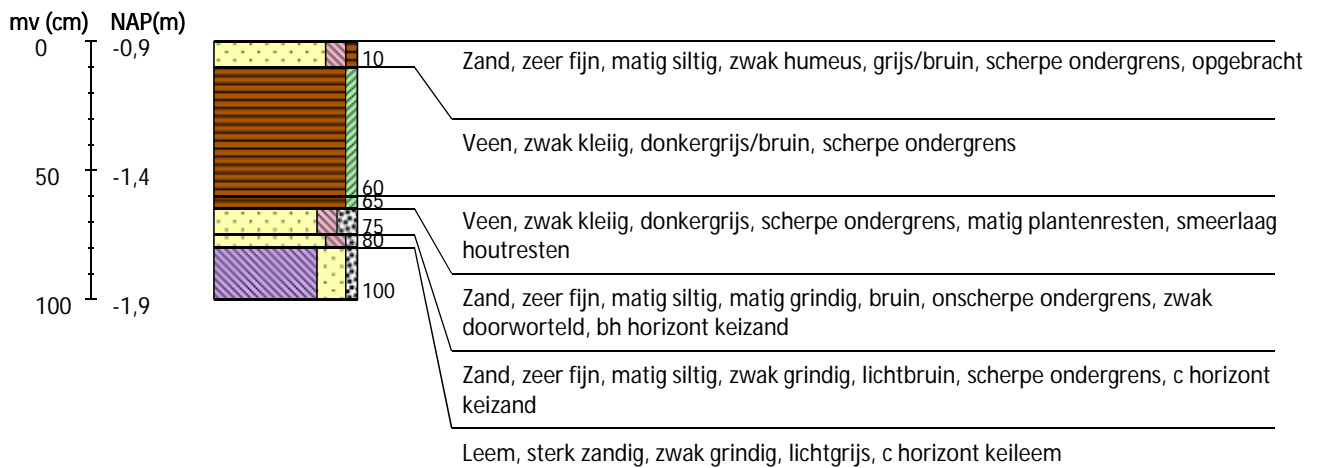 mv (cm) NAP(m)
0 -0,9
10
Zand, zeer fijn, matig siltig, zwak humeus, grijs/bruin, scherpe ondergrens, opgebracht
Veen, zwak kleiig, donkergrijs/bruin, scherpe ondergrens
50 -1,4
60
65
Veen, zwak kleiig, donkergrijs, scherpe ondergrens, matig plantenresten, smeerlaag
houtresten
75
80
100
100 -1,9
Zand, zeer fijn, matig siltig, matig grindig, bruin, onscherpe ondergrens, zwak
doorworteld, bh horizont keizand
Zand, zeer fijn, matig siltig, zwak grindig, lichtbruin, scherpe ondergrens, c horizont
keizand
Leem, sterk zandig, zwak grindig, lichtgrijs, c horizont keileem